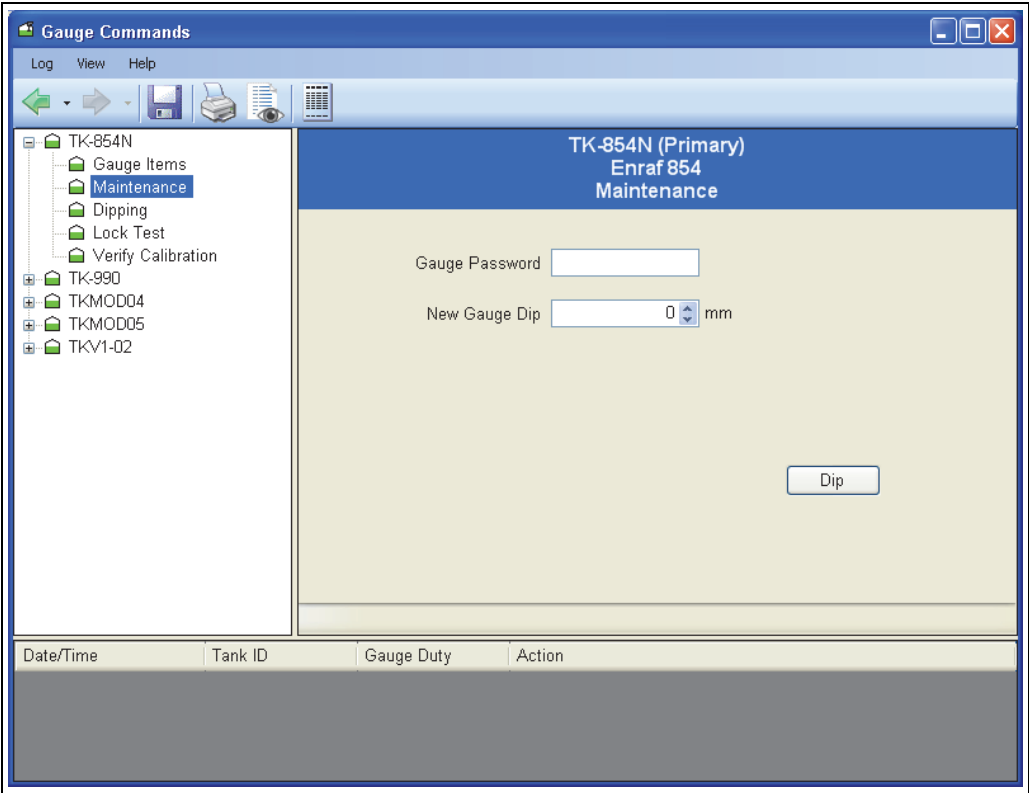 Gauge Commands
Log View Help
TK-854N
Gauge Items
Maintenance
Dipping
Lock Test
Verify Calibration
TK-990
TKMOD04
TKMOD05
TKV1-02
TK-854N (Primary)
Enraf 854
Maintenance
Gauge Password
New Gauge Dip 0 mm
Dip
Date/Time Tank ID Gauge Duty Action